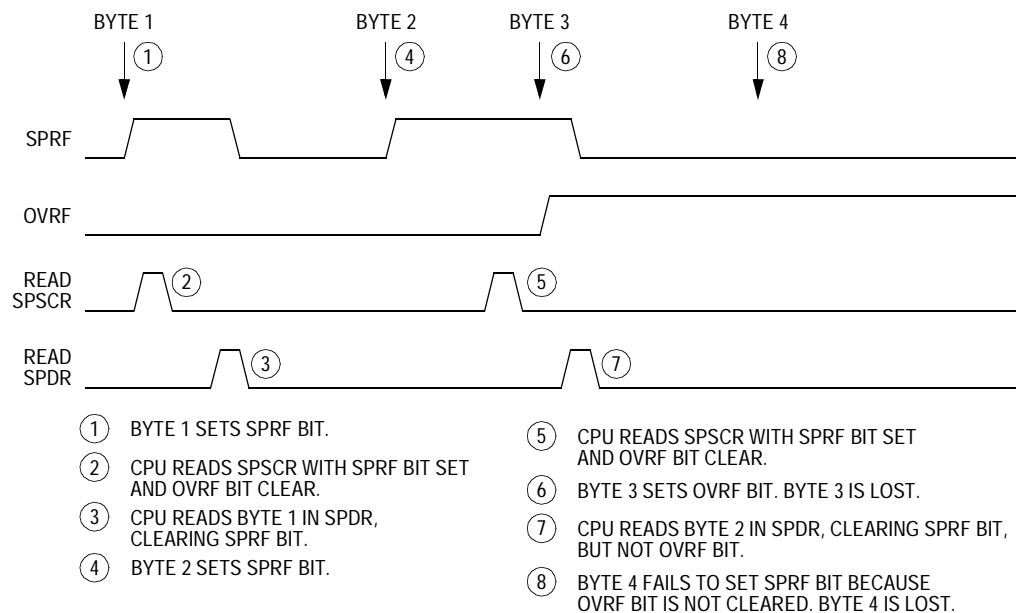 BYTE 1 BYTE 2 BYTE 3 BYTE 4
1 4 6 8
SPRF
OVRF
READ
SPSCR
2 5
READ
SPDR
3 7
1 BYTE 1 SETS SPRF BIT.
2 CPU READS SPSCR WITH SPRF BIT SET
AND OVRF BIT CLEAR.
3 CPU READS BYTE 1 IN SPDR,
CLEARING SPRF BIT.
4 BYTE 2 SETS SPRF BIT.
5 CPU READS SPSCR WITH SPRF BIT SET
AND OVRF BIT CLEAR.
6 BYTE 3 SETS OVRF BIT. BYTE 3 IS LOST.
7 CPU READS BYTE 2 IN SPDR, CLEARING SPRF BIT,
BUT NOT OVRF BIT.
8 BYTE 4 FAILS TO SET SPRF BIT BECAUSE
OVRF BIT IS NOT CLEARED. BYTE 4 IS LOST.